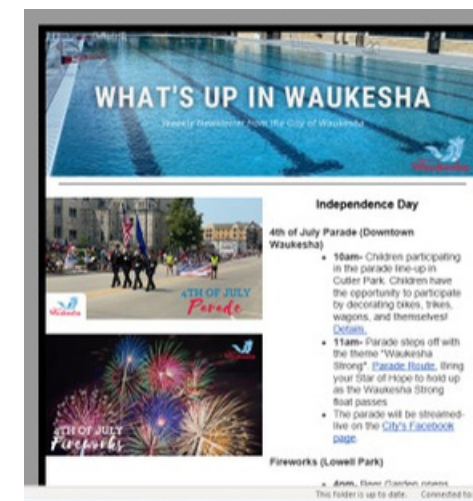 WHAT'S UP IN WAUKESHA
Weekly Newsletter from the City of Waukesha
Waukesha
Independence Day
4th of July Parade (Downtown
Waukesha)
• 10am- Children participating
in the parade line-up in
Cutler Park. Children have
the opportunity to participate
by decorating bikes, trikes,
wagons, and themselves!
Details.
• 11am- Parade steps off with
the theme "Waukesha
Strong". Parade Route. Bring
your Star of Hope to hold up
as the Waukesha Strong
float passes
• The parade will be streamed-
live on the City's Facebook
page.
4TH OF JULY
Parade
4TH OF JULY
Fireworks
Fireworks (Lowell Park)
• 4pm- Beer Garden opens
This folder is up to date.
Connected to